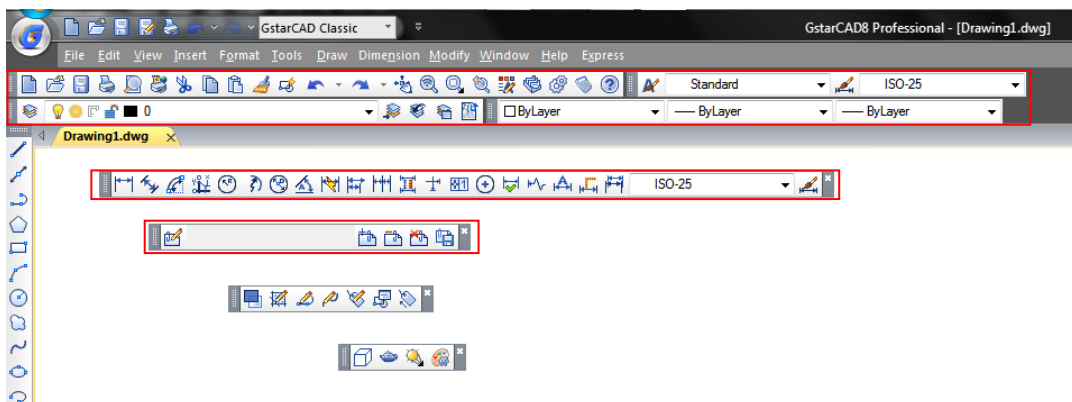 GstarCAD Classic GstarCAD8 Professional - [Drawing1.dwg]
File Edit View Insert Format Tools Draw Dimension Modify Window Help Express
Standard ISO-25
0 ByLayer ByLayer ByLayer
Drawing1.dwg
ISO-25